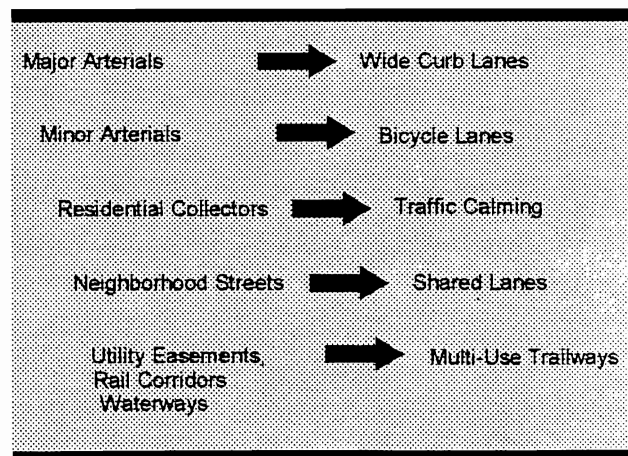 Major Arterials Wide Curb Lanes
Minor Arterials Bicycle Lanes
Residential Collectors Traffic Calming
Neighborhood Streets Shared Lanes
Utility Easements, Multi-Use Trailways
Rail Corridors
Waterways